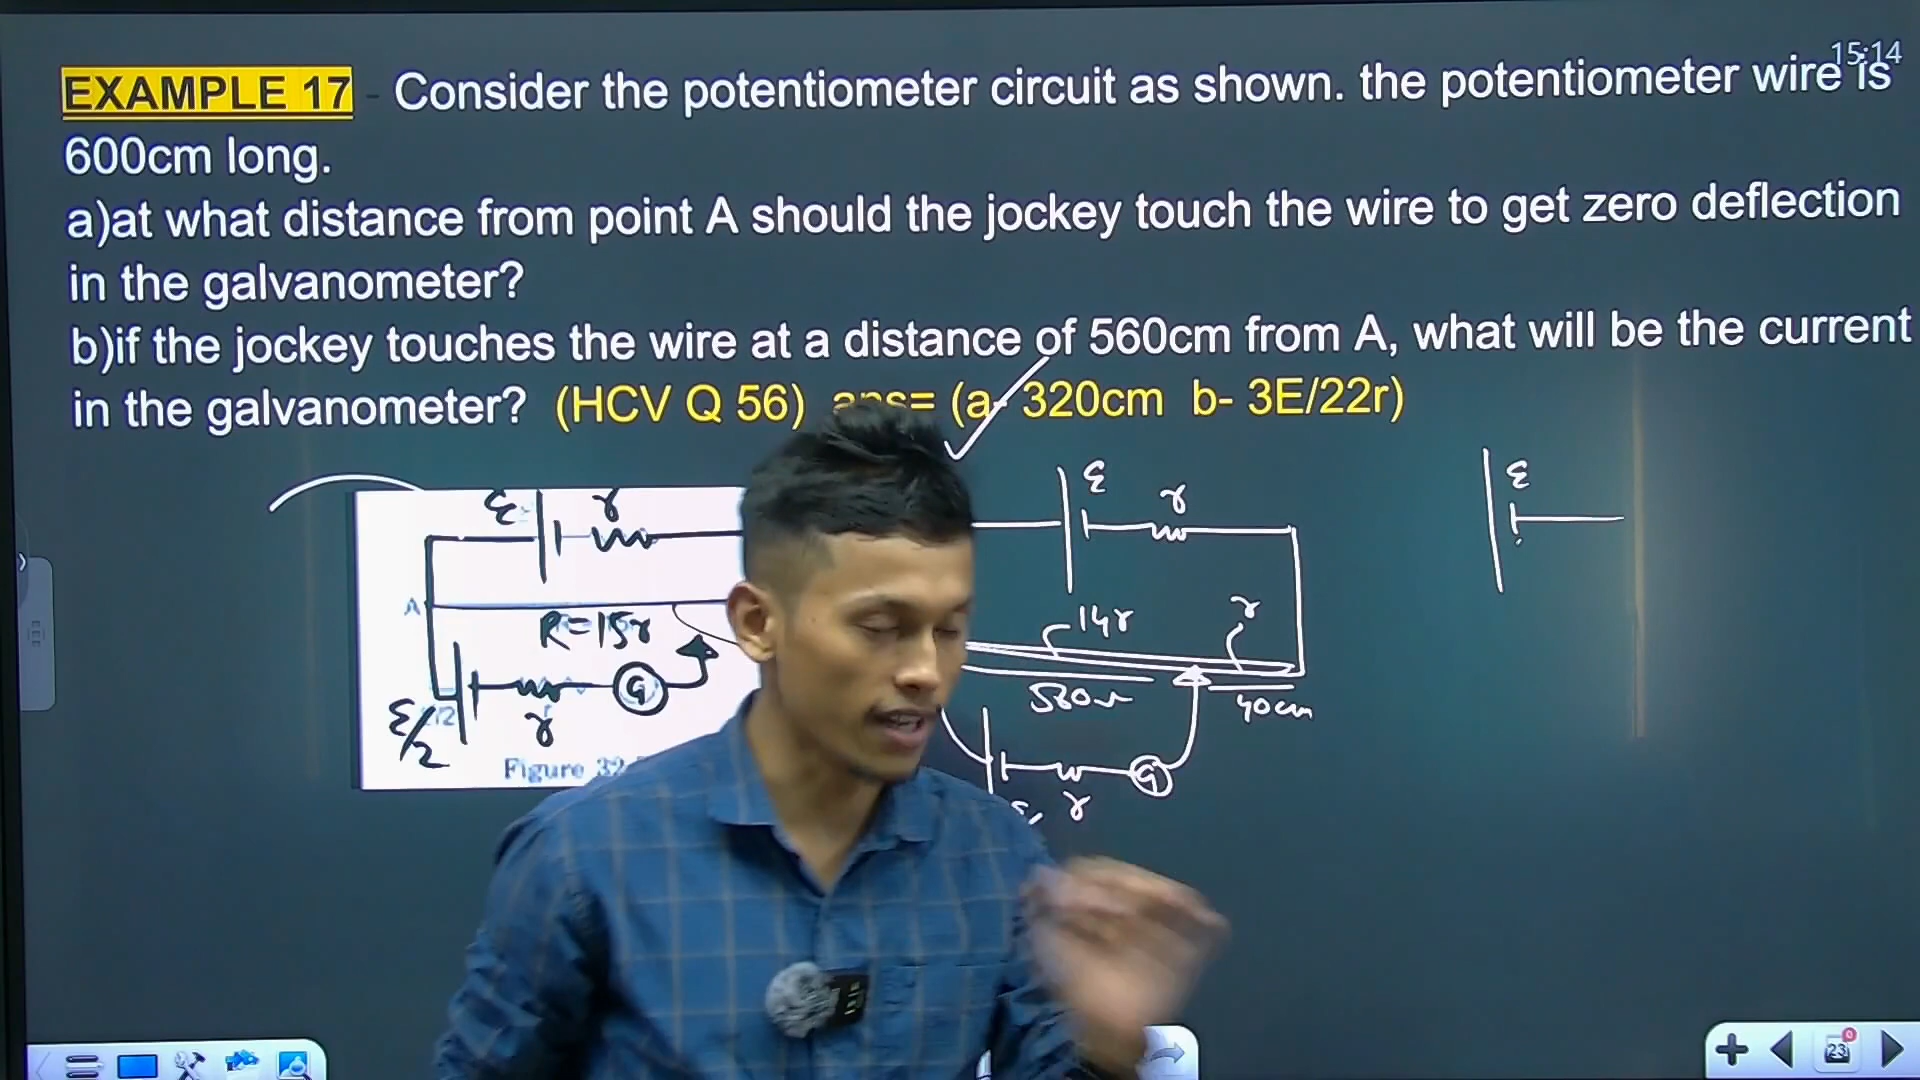 15:14
EXAMPLE 17 - Consider the potentiometer circuit as shown. the potentiometer wire is
600cm long.
a)at what distance from point A should the jockey touch the wire to get zero deflection
in the galvanometer?
b)if the jockey touches the wire at a distance of 560cm from A, what will be the current
in the galvanometer? (HCV Q 56) ans= (a- 320cm b- 3E/22r)
ε r
A
R=15r
G
ε/2
r
Figure 32
ε r
14r r
40cm
G
r
ε
23
0